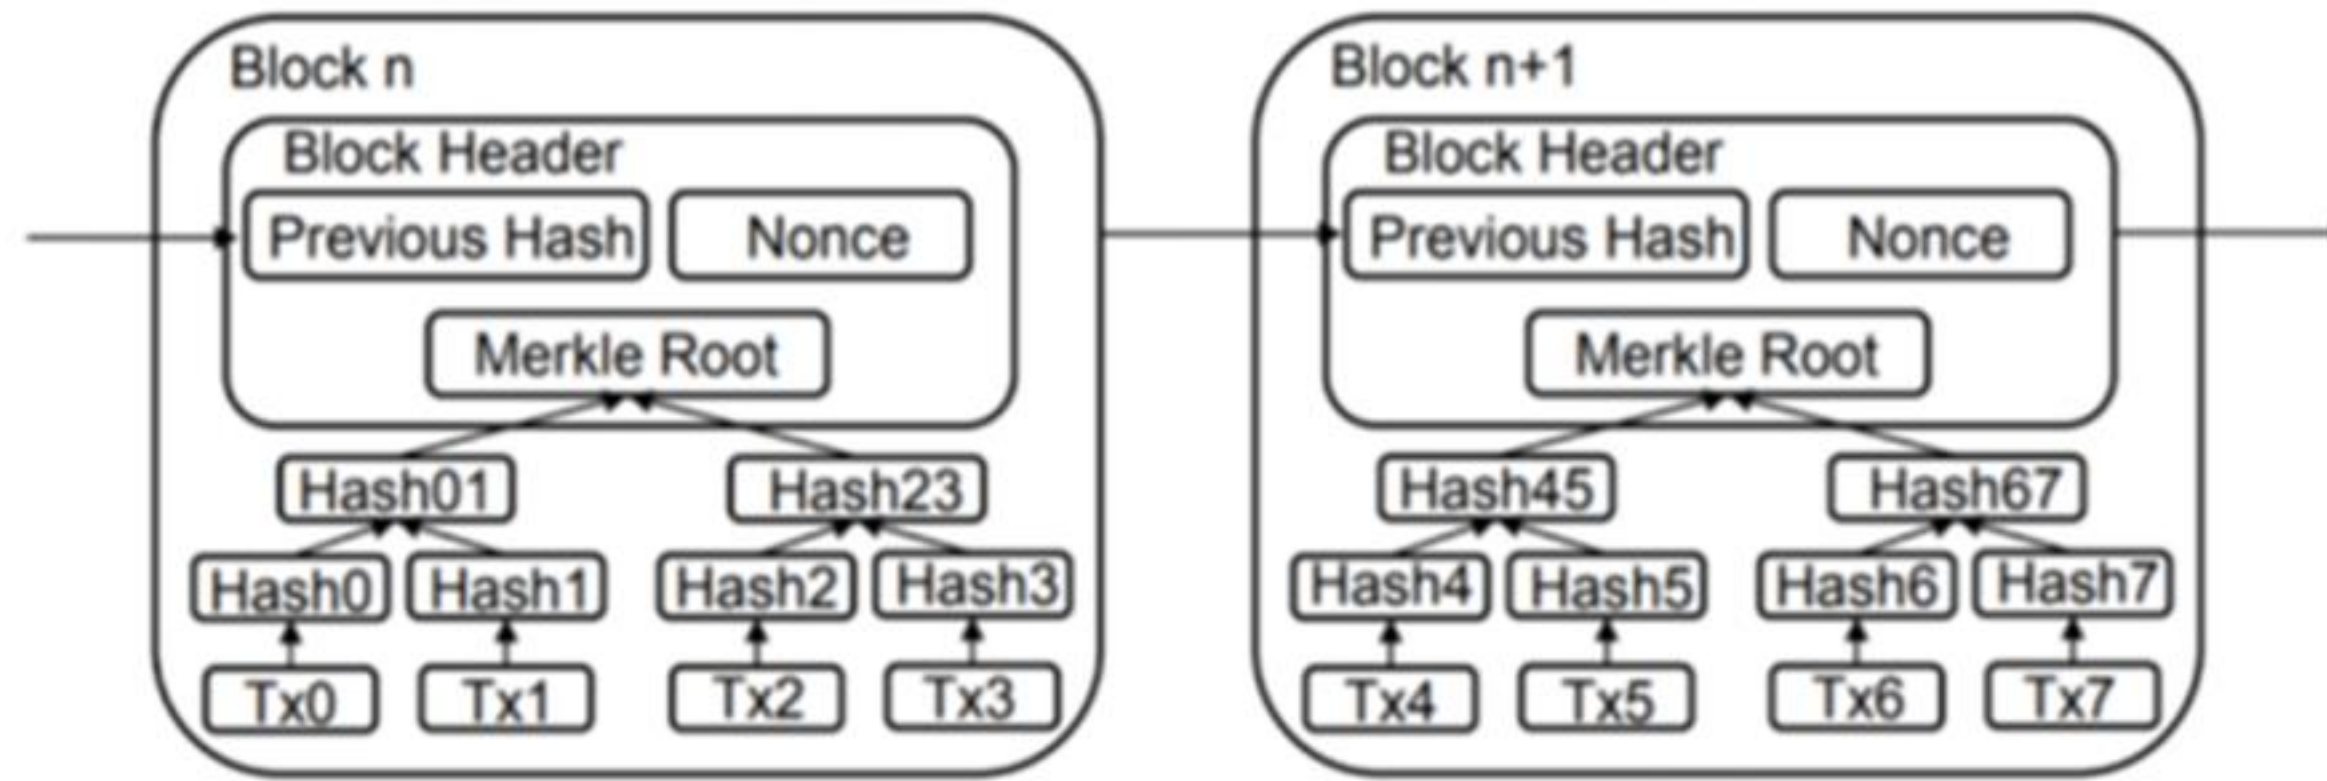 Block n
Block Header
Previous Hash Nonce
Merkle Root
Hash01 Hash23
Hash0 Hash1 Hash2 Hash3
Tx0 Tx1 Tx2 Tx3
Block n+1
Block Header
Previous Hash Nonce
Merkle Root
Hash45 Hash67
Hash4 Hash5 Hash6 Hash7
Tx4 Tx5 Tx6 Tx7